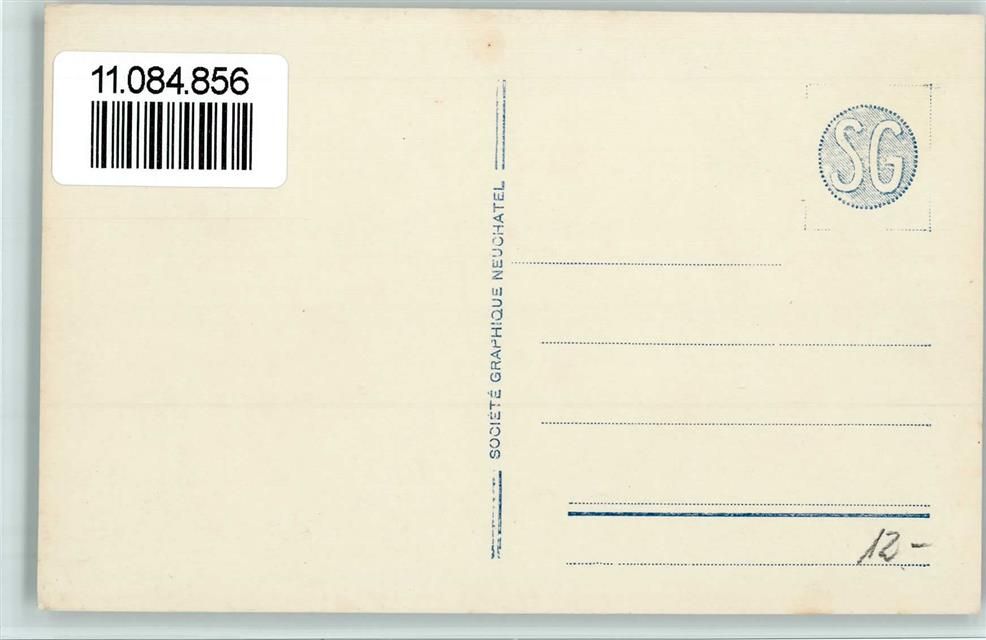 11.084.856
SG
SOCIÉTÉ GRAPHIQUE NEUCHATEL
12.-